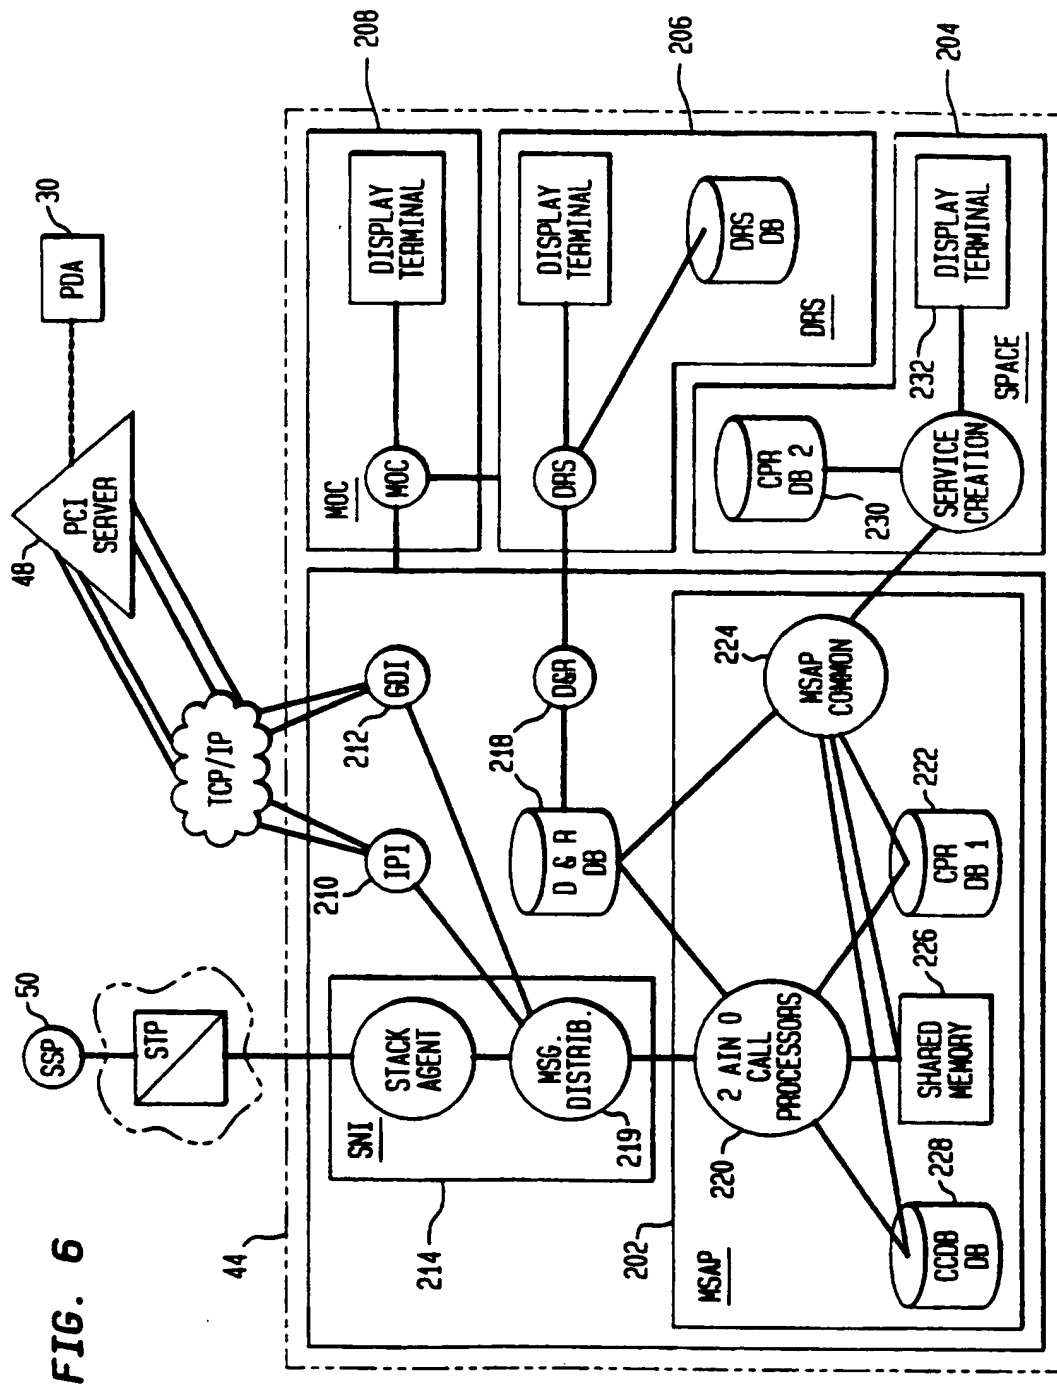 FIG. 6
44
50
SSP
STP
48
PCI
SERVER
30
PDA
TCP/IP
214
SNI
STACK
AGENT
MSG.
DISTRIB.
219
210
IPI
212
GDI
MOC
MOC
DISPLAY
TERMINAL
208
218
D & R
DB
D&R
DRS
DISPLAY
TERMINAL
DRS
DB
DRS
206
202
MSAP
220
2 AIN 0
CALL
PROCESSORS
224
MSAP
COMMON
228
CCDB
DB
226
SHARED
MEMORY
222
CPR
DB 1
CPR
DB 2
230
SERVICE
CREATION
232
DISPLAY
TERMINAL
SPACE
204